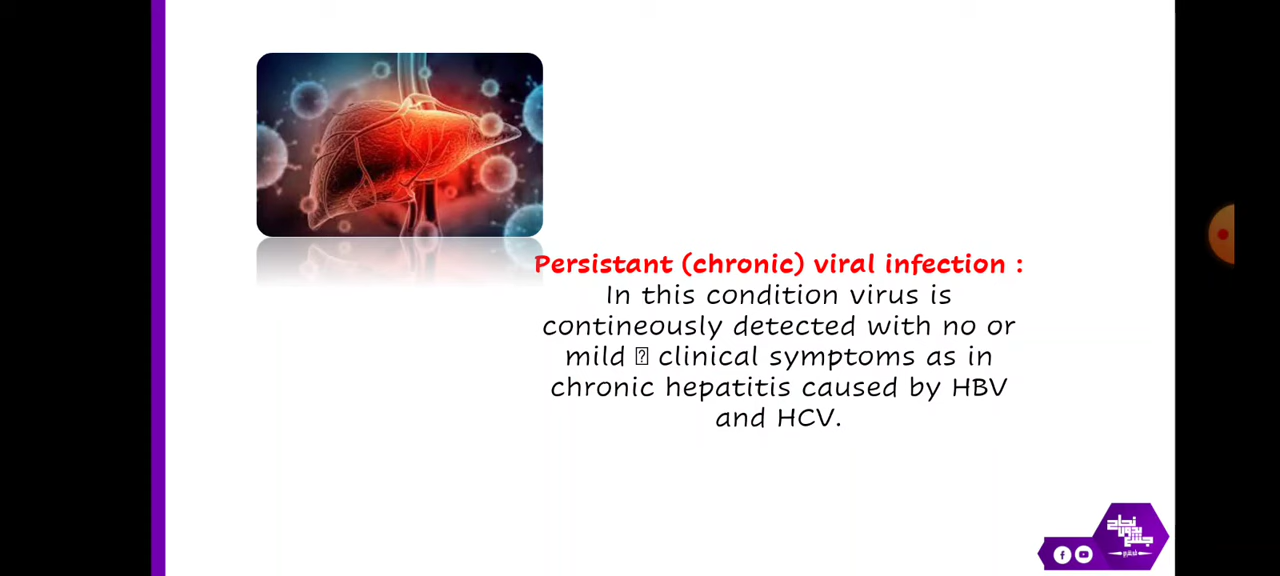 Persistant (chronic) viral infection :
In this condition virus is
contineously detected with no or
mild clinical symptoms as in
chronic hepatitis caused by HBV
and HCV.